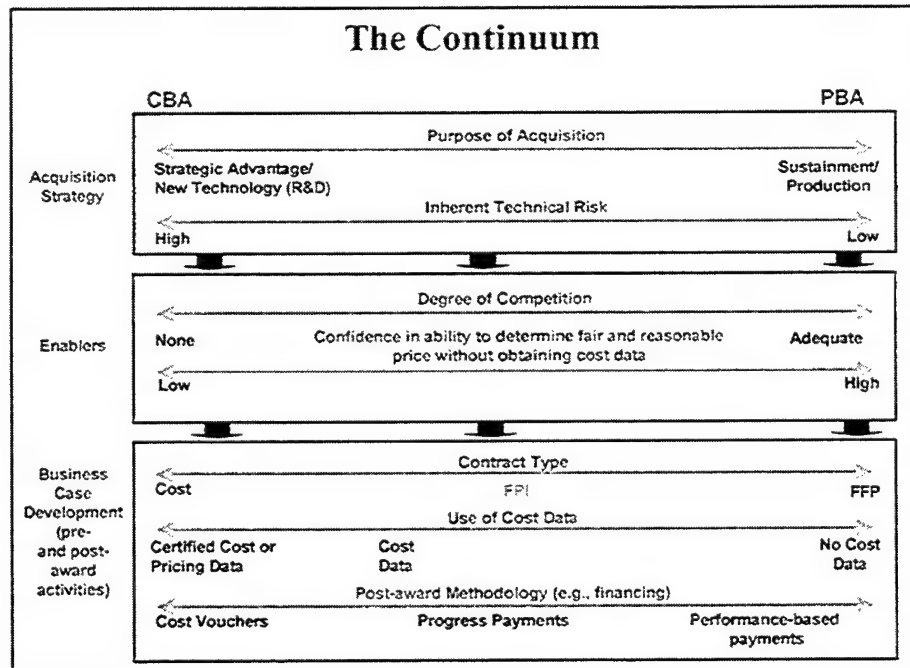 The Continuum
CBA
PBA
Acquisition
Strategy
Purpose of Acquisition
Strategic Advantage/
New Technology (R&D)
Sustainment/
Production
Inherent Technical Risk
High
Low
Enablers
Degree of Competition
None
Confidence in ability to determine fair and reasonable
price without obtaining cost data
Adequate
Low
High
Business
Case
Development
(pre-
and post-
award
activities)
Contract Type
Cost
FPI
FFP
Use of Cost Data
Certified Cost or
Pricing Data
Cost
Data
No Cost
Data
Post-award Methodology (e.g., financing)
Cost Vouchers
Progress Payments
Performance-based
payments